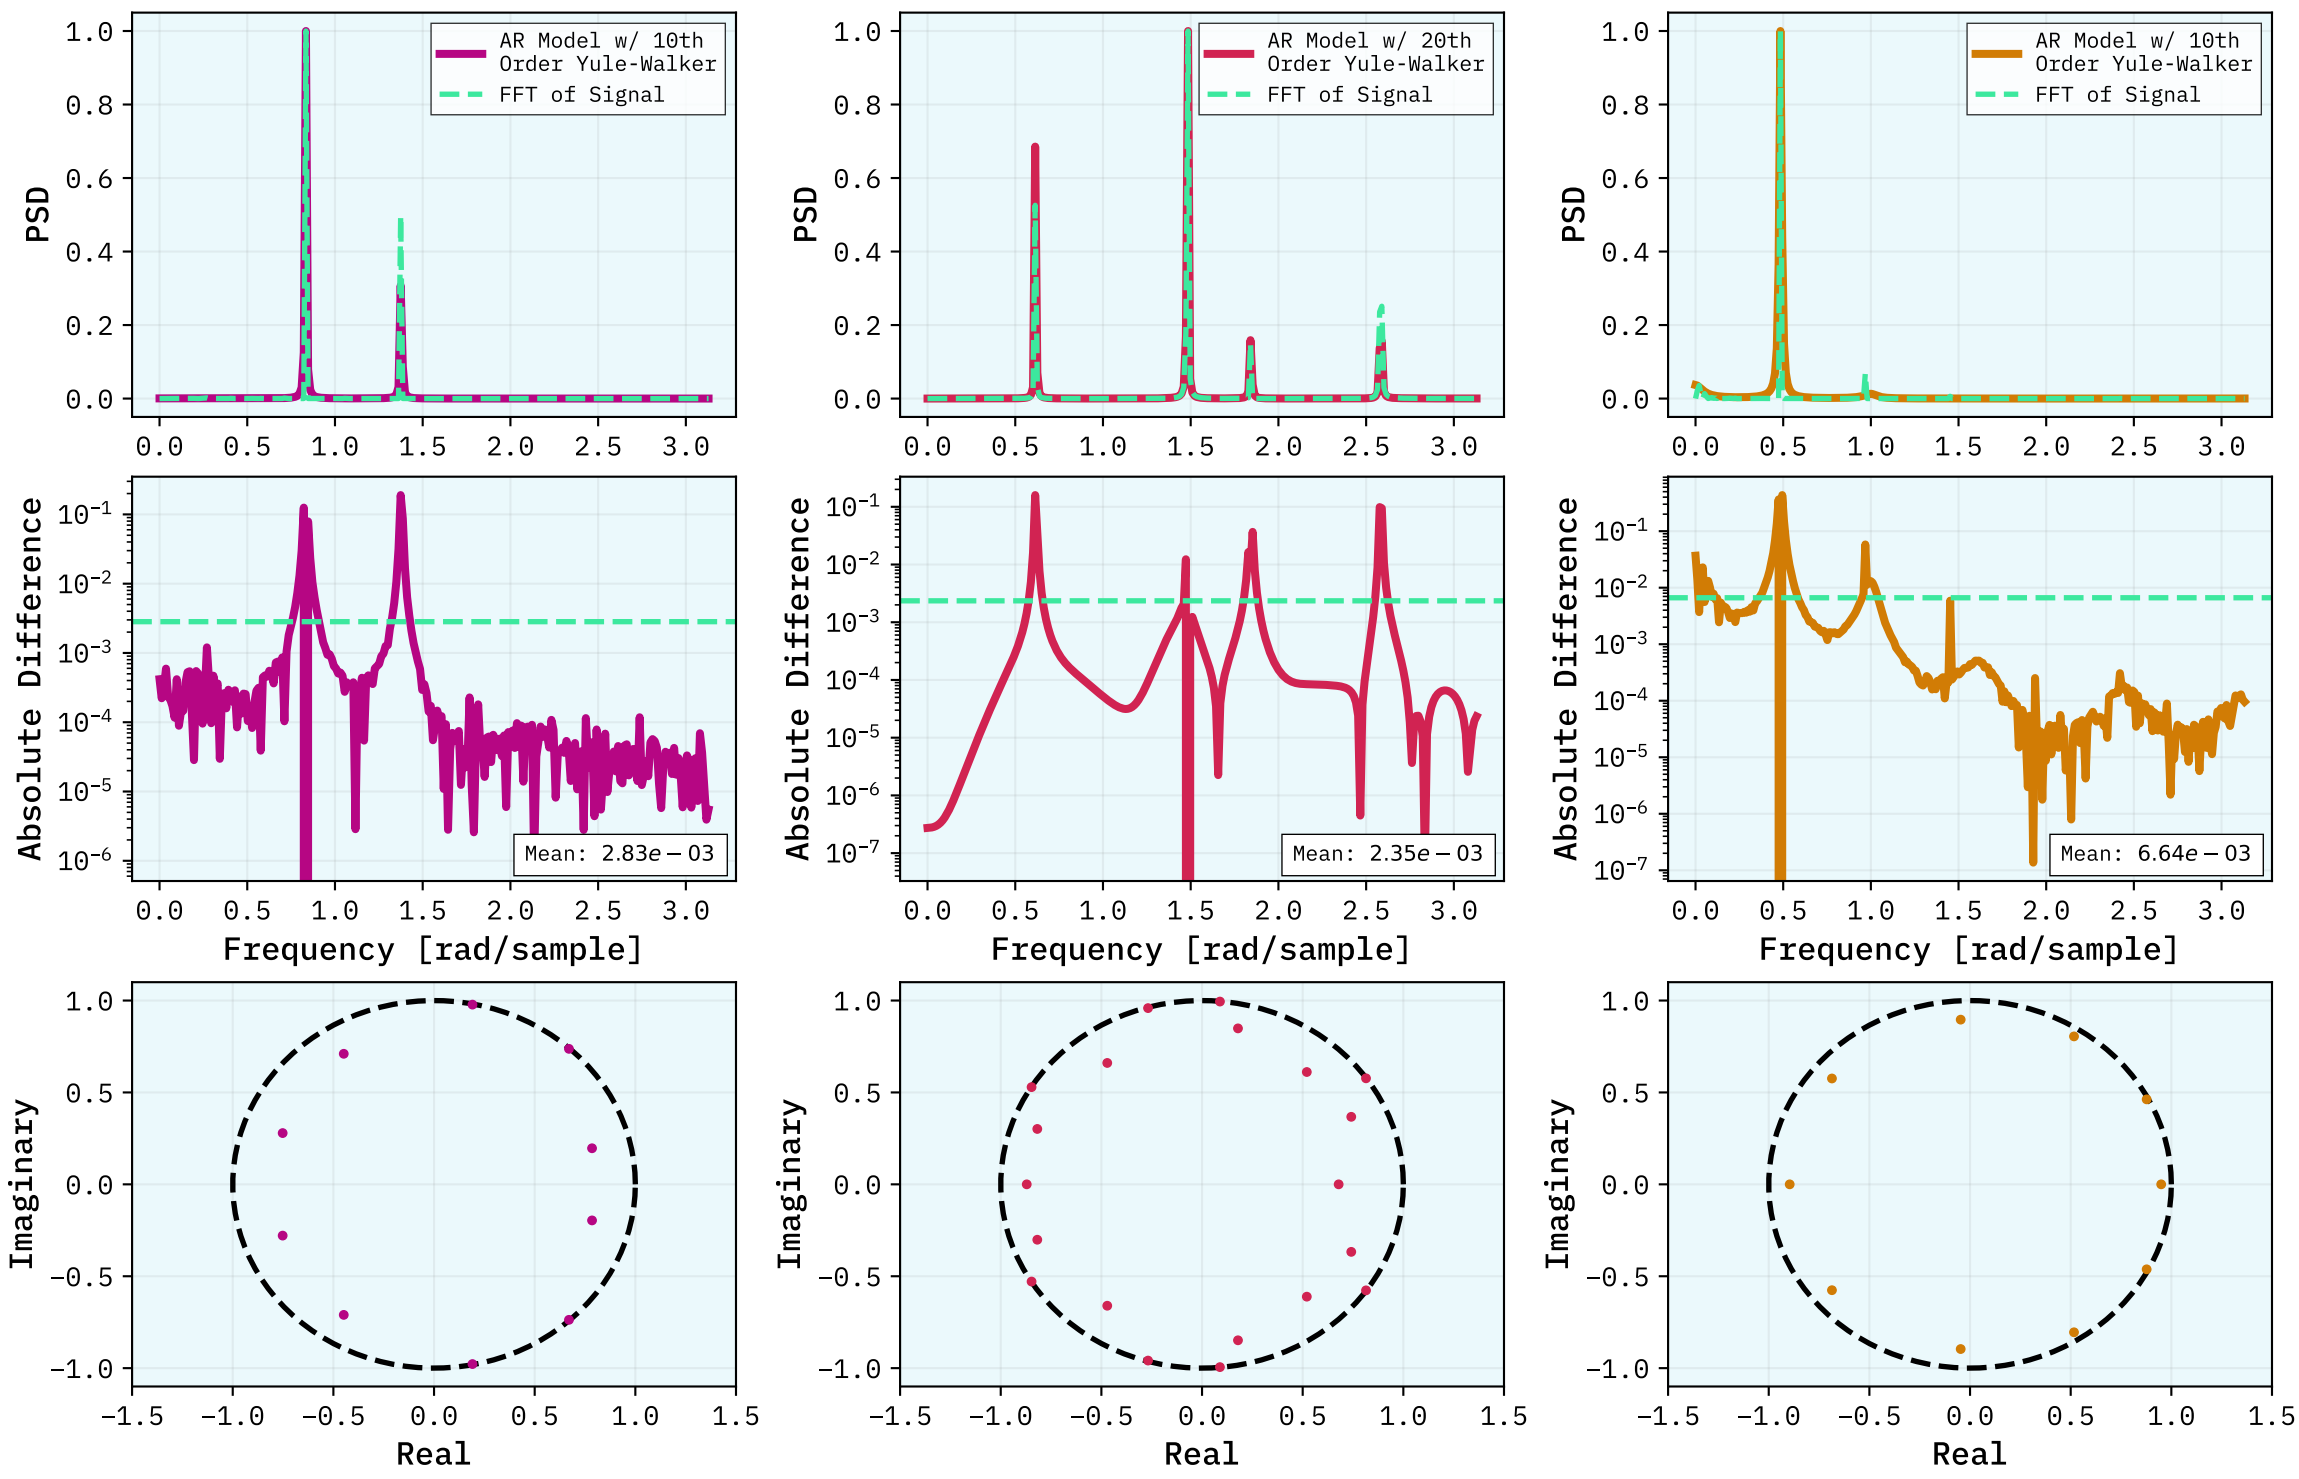 1.0
0.8
0.6
0.4
0.2
0.0
PSD
AR Model w/ 10th
Order Yule-Walker
FFT of Signal
0.0 0.5 1.0 1.5 2.0 2.5 3.0
1.0
0.8
0.6
0.4
0.2
0.0
PSD
AR Model w/ 20th
Order Yule-Walker
FFT of Signal
0.0 0.5 1.0 1.5 2.0 2.5 3.0
1.0
0.8
0.6
0.4
0.2
0.0
PSD
AR Model w/ 10th
Order Yule-Walker
FFT of Signal
0.0 0.5 1.0 1.5 2.0 2.5 3.0
10⁻¹
10⁻²
10⁻³
10⁻⁴
10⁻⁵
10⁻⁶
Absolute Difference
Mean: 2.83e − 03
0.0 0.5 1.0 1.5 2.0 2.5 3.0
Frequency [rad/sample]
10⁻¹
10⁻²
10⁻³
10⁻⁴
10⁻⁵
10⁻⁶
10⁻⁷
Absolute Difference
Mean: 2.35e − 03
0.0 0.5 1.0 1.5 2.0 2.5 3.0
Frequency [rad/sample]
10⁻¹
10⁻²
10⁻³
10⁻⁴
10⁻⁵
10⁻⁶
10⁻⁷
Absolute Difference
Mean: 6.64e − 03
0.0 0.5 1.0 1.5 2.0 2.5 3.0
Frequency [rad/sample]
1.0
0.5
0.0
−0.5
−1.0
Imaginary
−1.5 −1.0 −0.5 0.0 0.5 1.0 1.5
Real
1.0
0.5
0.0
−0.5
−1.0
Imaginary
−1.5 −1.0 −0.5 0.0 0.5 1.0 1.5
Real
1.0
0.5
0.0
−0.5
−1.0
Imaginary
−1.5 −1.0 −0.5 0.0 0.5 1.0 1.5
Real